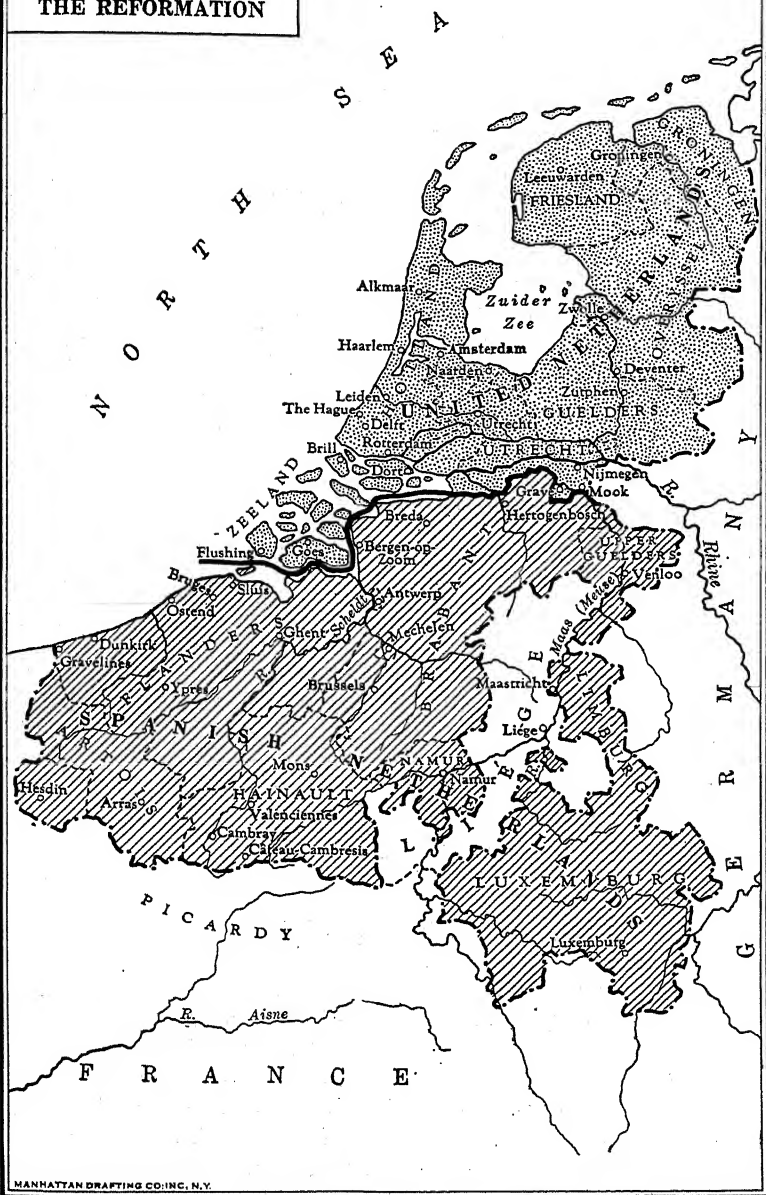 THE REFORMATION
NORTH SEA
GRONINGEN
Groningen
Leeuwarden
FRIESLAND
UNITED NETHERLANDS
OVERYSSEL
Alkmaar
HOLLAND
Zuider
Zee
Zwolle
Haarlem
Amsterdam
Naarden
Deventer
Leiden
Zutphen
The Hague
GUELDERS
Delft
Utrecht
Rotterdam
UTRECHT
Brill
Dort
Nijmegen
R. Rhine
ZEELAND
Grave
Mook
Breda
Hertogenbosch
Flushing
Goes
Bergen-op-
Zoom
UPPER
GUELDERS
Venloo
Bruges
Sluis
Ostend
Antwerp
BRABANT
Maas (Meuse)
Dunkirk
FLANDERS
Ghent
R. Scheldt
Mechelen
Gravelines
Ypres
Brussels
BRA
Maastricht
LIMBURG
SPANISH NETHERLANDS
Liége
LIEGE
ARTOIS
Mons
NAMUR
Namur
Hesdin
HAINAULT
Arras
Valenciennes
Cambray
Câteau-Cambresis
LUXEMBURG
Luxemburg
GERMANY
PICARDY
R. Aisne
FRANCE
MANHATTAN DRAFTING CO: INC, N.Y.